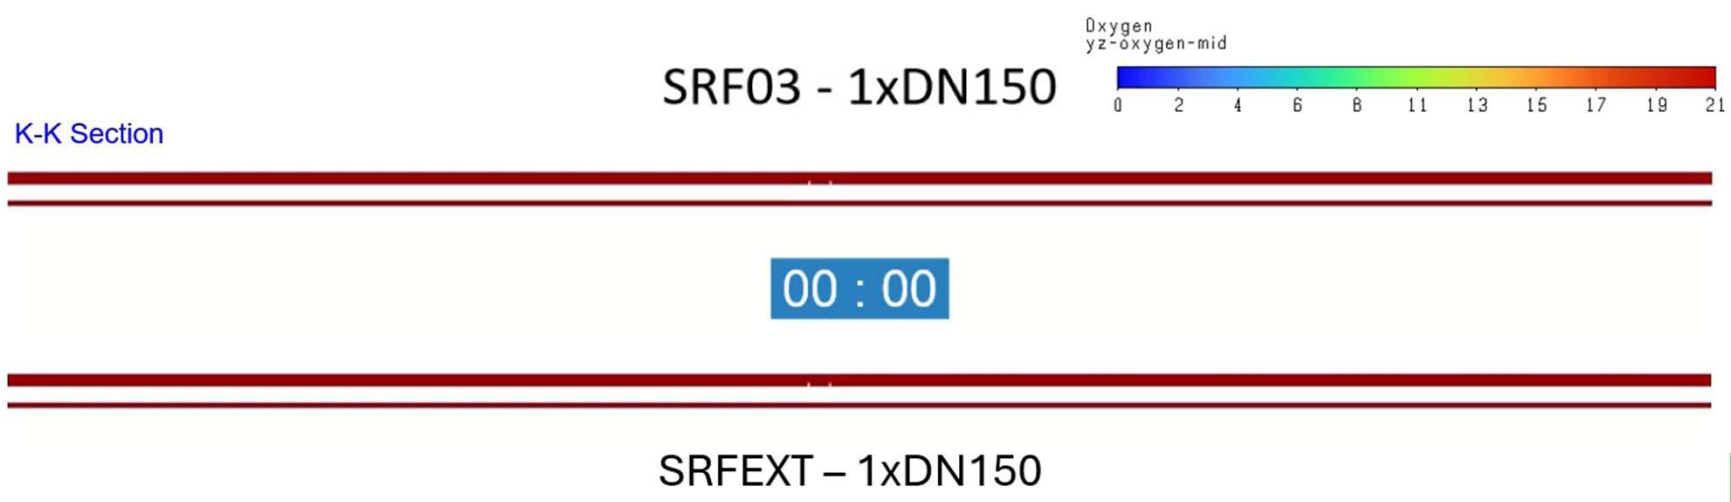 Oxygen
yz-oxygen-mid
SRF03 - 1xDN150
0 2 4 6 8 11 13 15 17 19 21
K-K Section
00 : 00
SRFEXT – 1xDN150